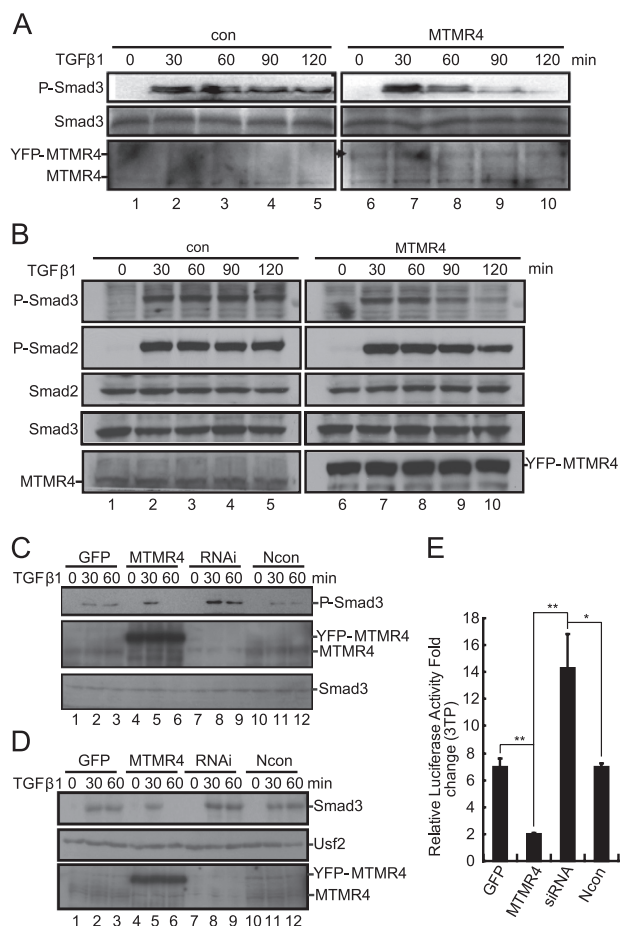 A
con MTMR4
TGFβ1 0 30 60 90 120 0 30 60 90 120 min
P-Smad3
Smad3
YFP-MTMR4
MTMR4
1 2 3 4 5 6 7 8 9 10
B
con MTMR4
TGFβ1 0 30 60 90 120 0 30 60 90 120 min
P-Smad3
P-Smad2
Smad2
Smad3
YFP-MTMR4
MTMR4
1 2 3 4 5 6 7 8 9 10
C
GFP MTMR4 RNAi Ncon
TGFβ1 0 30 60 0 30 60 0 30 60 0 30 60 min
P-Smad3
YFP-MTMR4
MTMR4
Smad3
1 2 3 4 5 6 7 8 9 10 11 12
D
GFP MTMR4 RNAi Ncon
TGFβ1 0 30 60 0 30 60 0 30 60 0 30 60 min
Smad3
Usf2
YFP-MTMR4
MTMR4
1 2 3 4 5 6 7 8 9 10 11 12
E
Relative Luciferase Activity Fold
change (3TP)
18
16
14
12
10
8
6
4
2
0
**
**
*
GFP MTMR4 siRNA Ncon